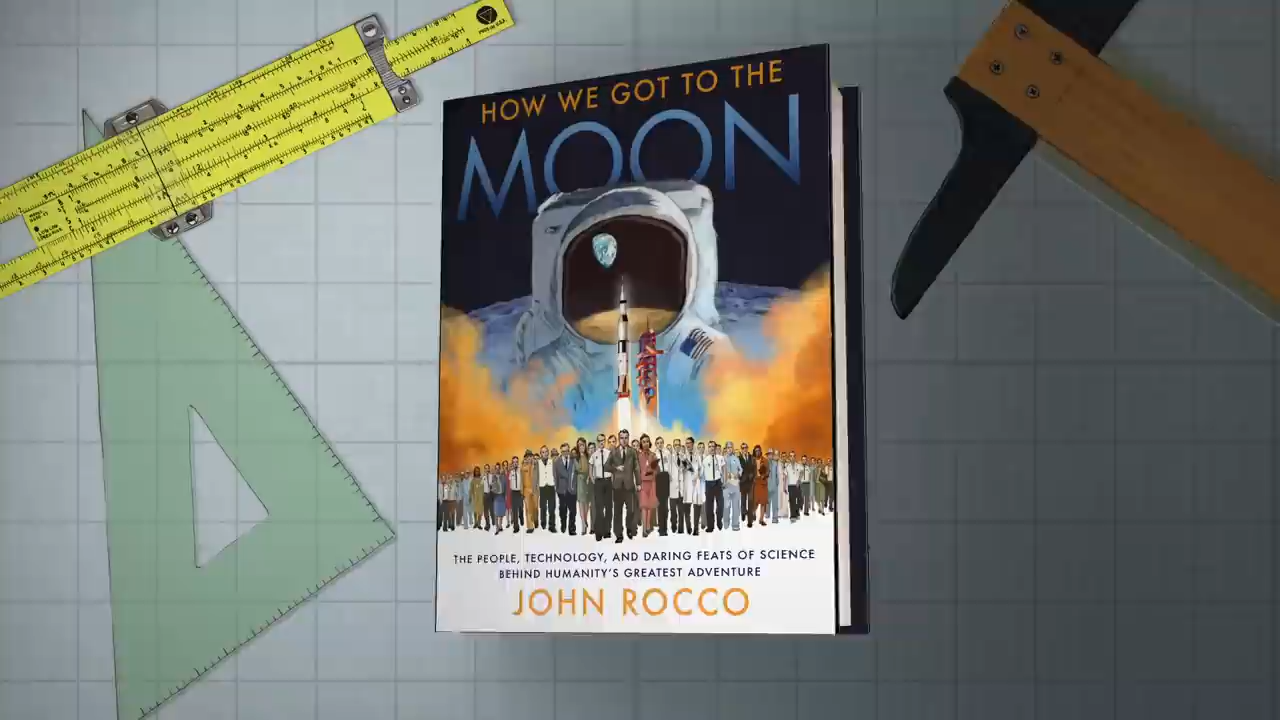 HOW WE GOT TO THE
MOON
THE PEOPLE, TECHNOLOGY, AND DARING FEATS OF SCIENCE
BEHIND HUMANITY'S GREATEST ADVENTURE
JOHN ROCCO